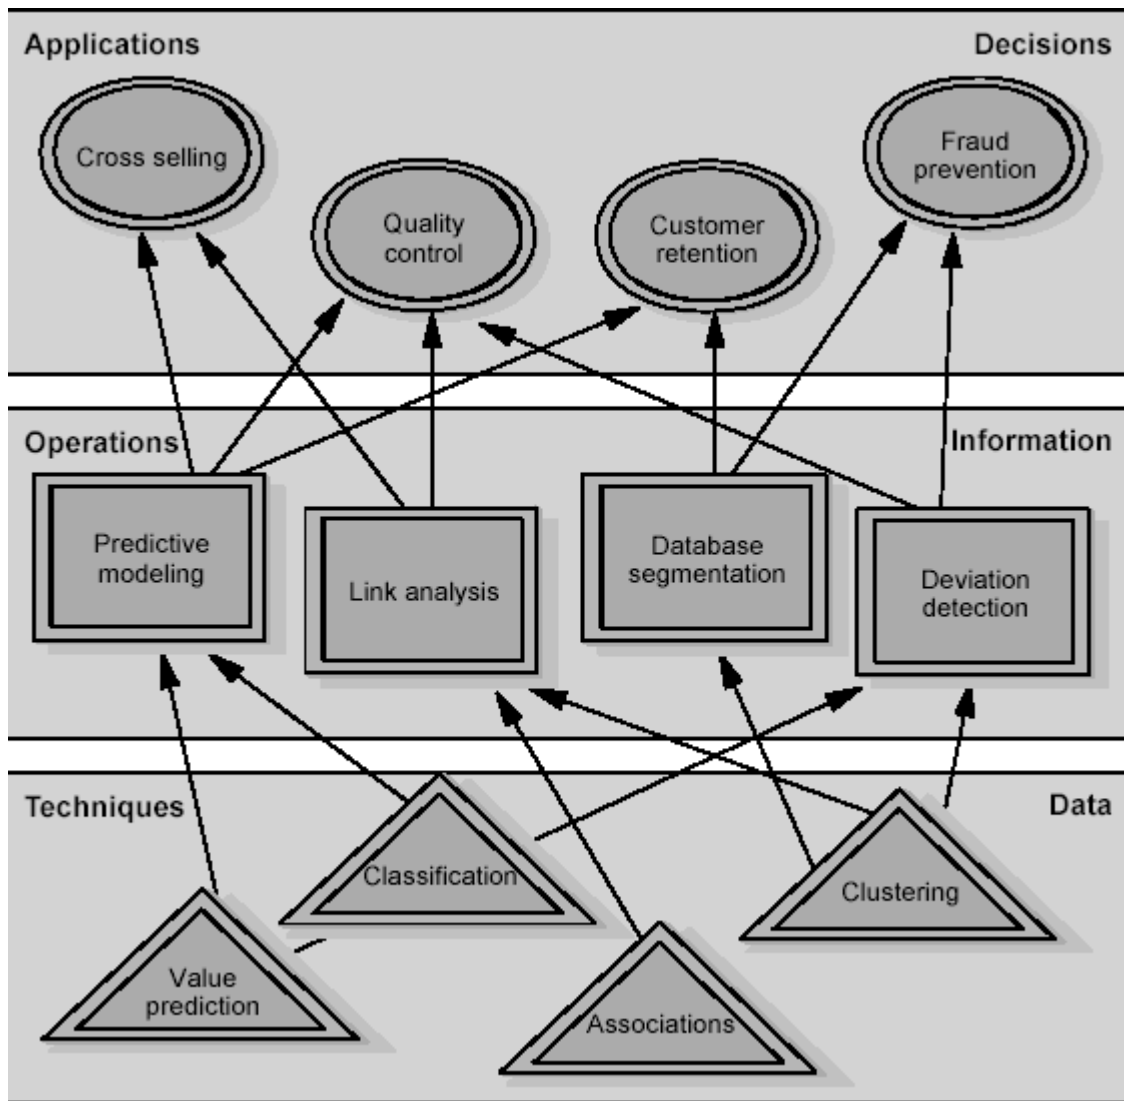 Applications
Decisions
Cross selling
Fraud
prevention
Quality
control
Customer
retention
Operations
Information
Predictive
modeling
Link analysis
Database
segmentation
Deviation
detection
Techniques
Data
Classification
Clustering
Value
prediction
Associations